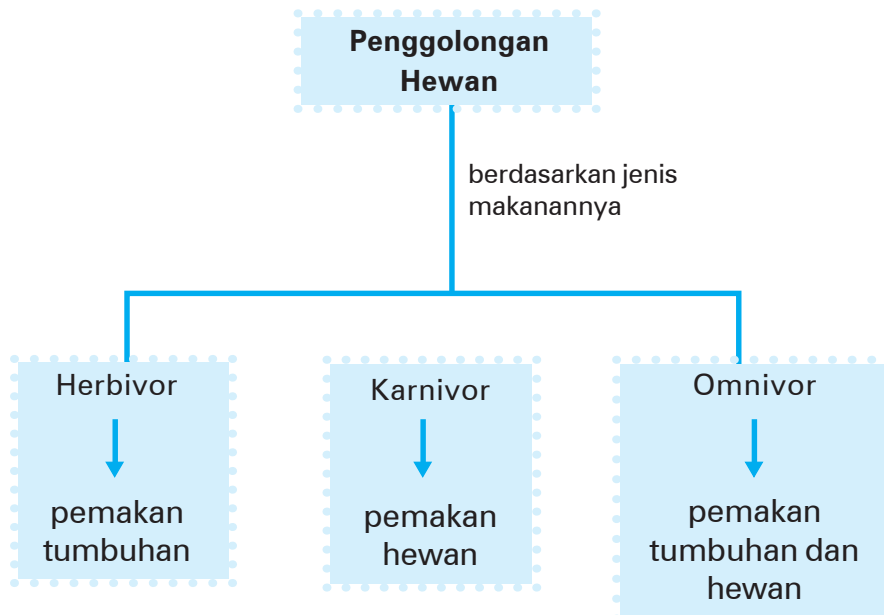 Penggolongan
Hewan
berdasarkan jenis
makanannya
Herbivor
pemakan
tumbuhan
Karnivor
pemakan
hewan
Omnivor
pemakan
tumbuhan dan
hewan